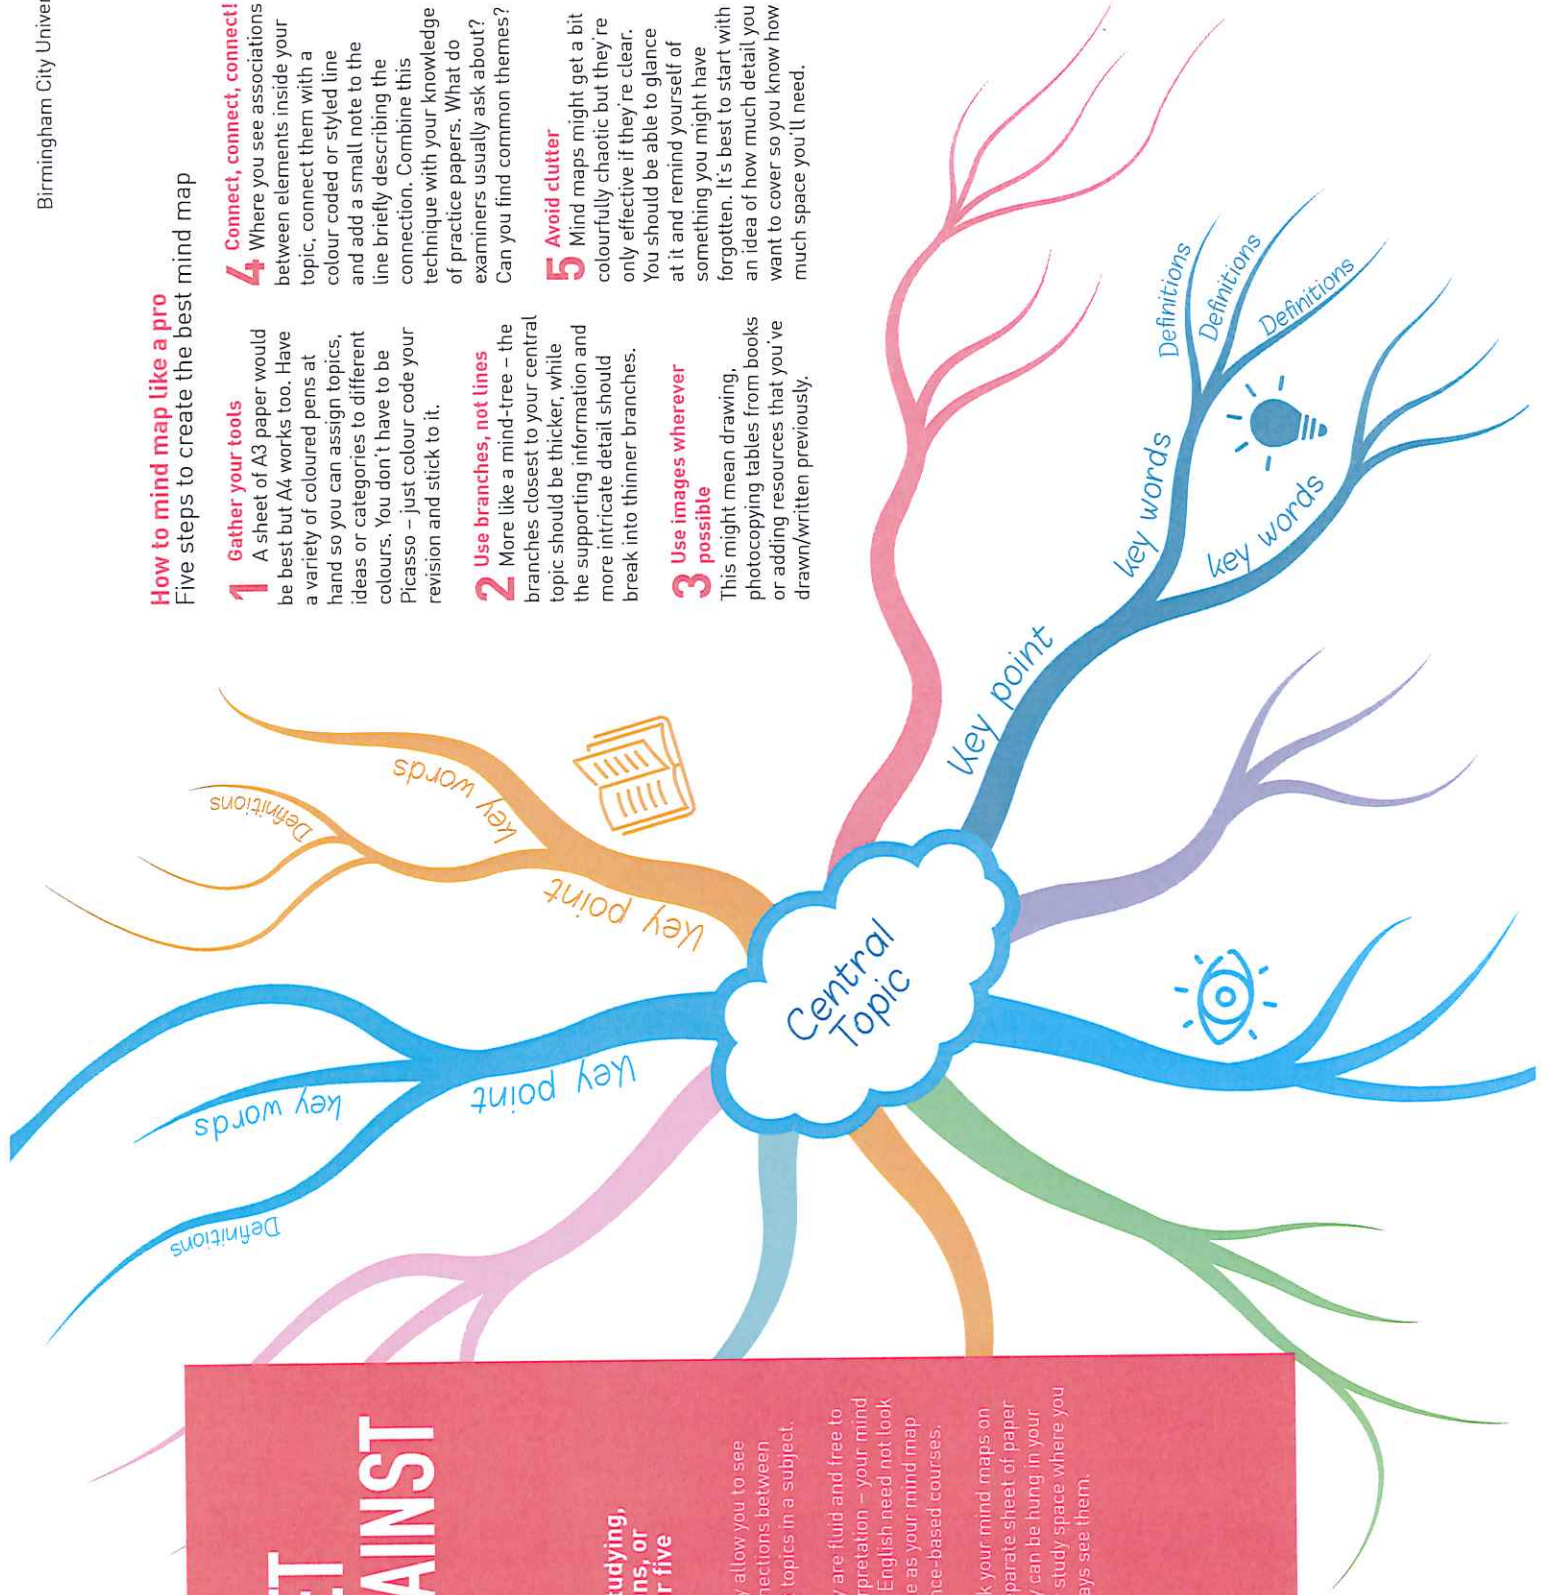 Birmingham City Univer
ET
AINST
udying,
ns, or
r five
y allow you to see
nections between
topics in a subject.
y are fluid and free to
rpretation – your mind
English need not look
e as your mind map
nce-based courses.
k your mind maps on
parate sheet of paper
y can be hung in your
study space where you
ays see them.
How to mind map like a pro
Five steps to create the best mind map
1 Gather your tools
A sheet of A3 paper would
be best but A4 works too. Have
a variety of coloured pens at
hand so you can assign topics,
ideas or categories to different
colours. You don't have to be
Picasso – just colour code your
revision and stick to it.
2 Use branches, not lines
More like a mind-tree – the
branches closest to your central
topic should be thicker, while
the supporting information and
more intricate detail should
break into thinner branches.
3 Use images wherever
possible
This might mean drawing,
photocopying tables from books
or adding resources that you've
drawn/written previously.
4 Connect, connect, connect!
Where you see associations
between elements inside your
topic, connect them with a
colour coded or styled line
and add a small note to the
line briefly describing the
connection. Combine this
technique with your knowledge
of practice papers. What do
examiners usually ask about?
Can you find common themes?
5 Avoid clutter
Mind maps might get a bit
colourfully chaotic but they're
only effective if they're clear.
You should be able to glance
at it and remind yourself of
something you might have
forgotten. It's best to start with
an idea of how much detail you
want to cover so you know how
much space you'll need.
Definitions
key words
Key point
Definitions
key words
Key point
Central
Topic
Key point
key words
key words
Definitions
Definitions
Definitions